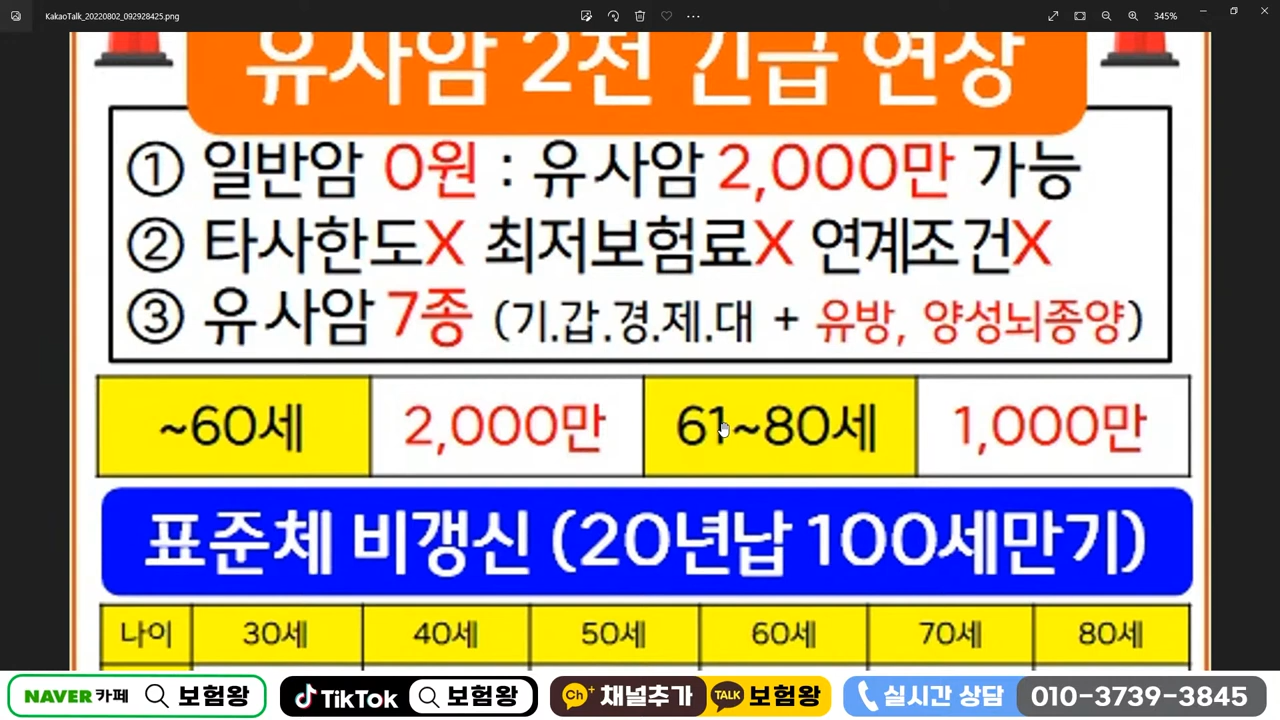 KakaoTalk_20220802_092928425.png
345%
유사암 2천 긴급 연장
① 일반암 0원 : 유사암 2,000만 가능
② 타사한도X 최저보험료X 연계조건X
③ 유사암 7종 (기.갑.경.제.대 + 유방, 양성뇌종양)
~60세 2,000만 61~80세 1,000만
표준체 비갱신 (20년납 100세만기)
나이 30세 40세 50세 60세 70세 80세
NAVER 카페 보험왕 TikTok 보험왕 Ch+ 채널추가 TALK 보험왕 실시간 상담 010-3739-3845